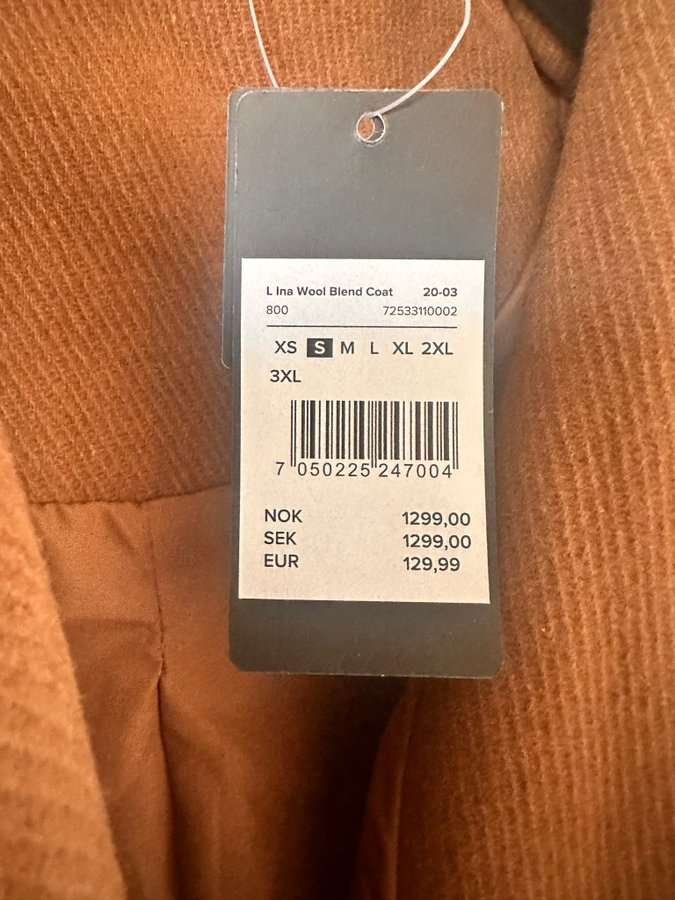 L Ina Wool Blend Coat 20-03
800 72533110002
XS S M L XL 2XL
3XL
7 050225 247004
NOK 1299,00
SEK 1299,00
EUR 129,99